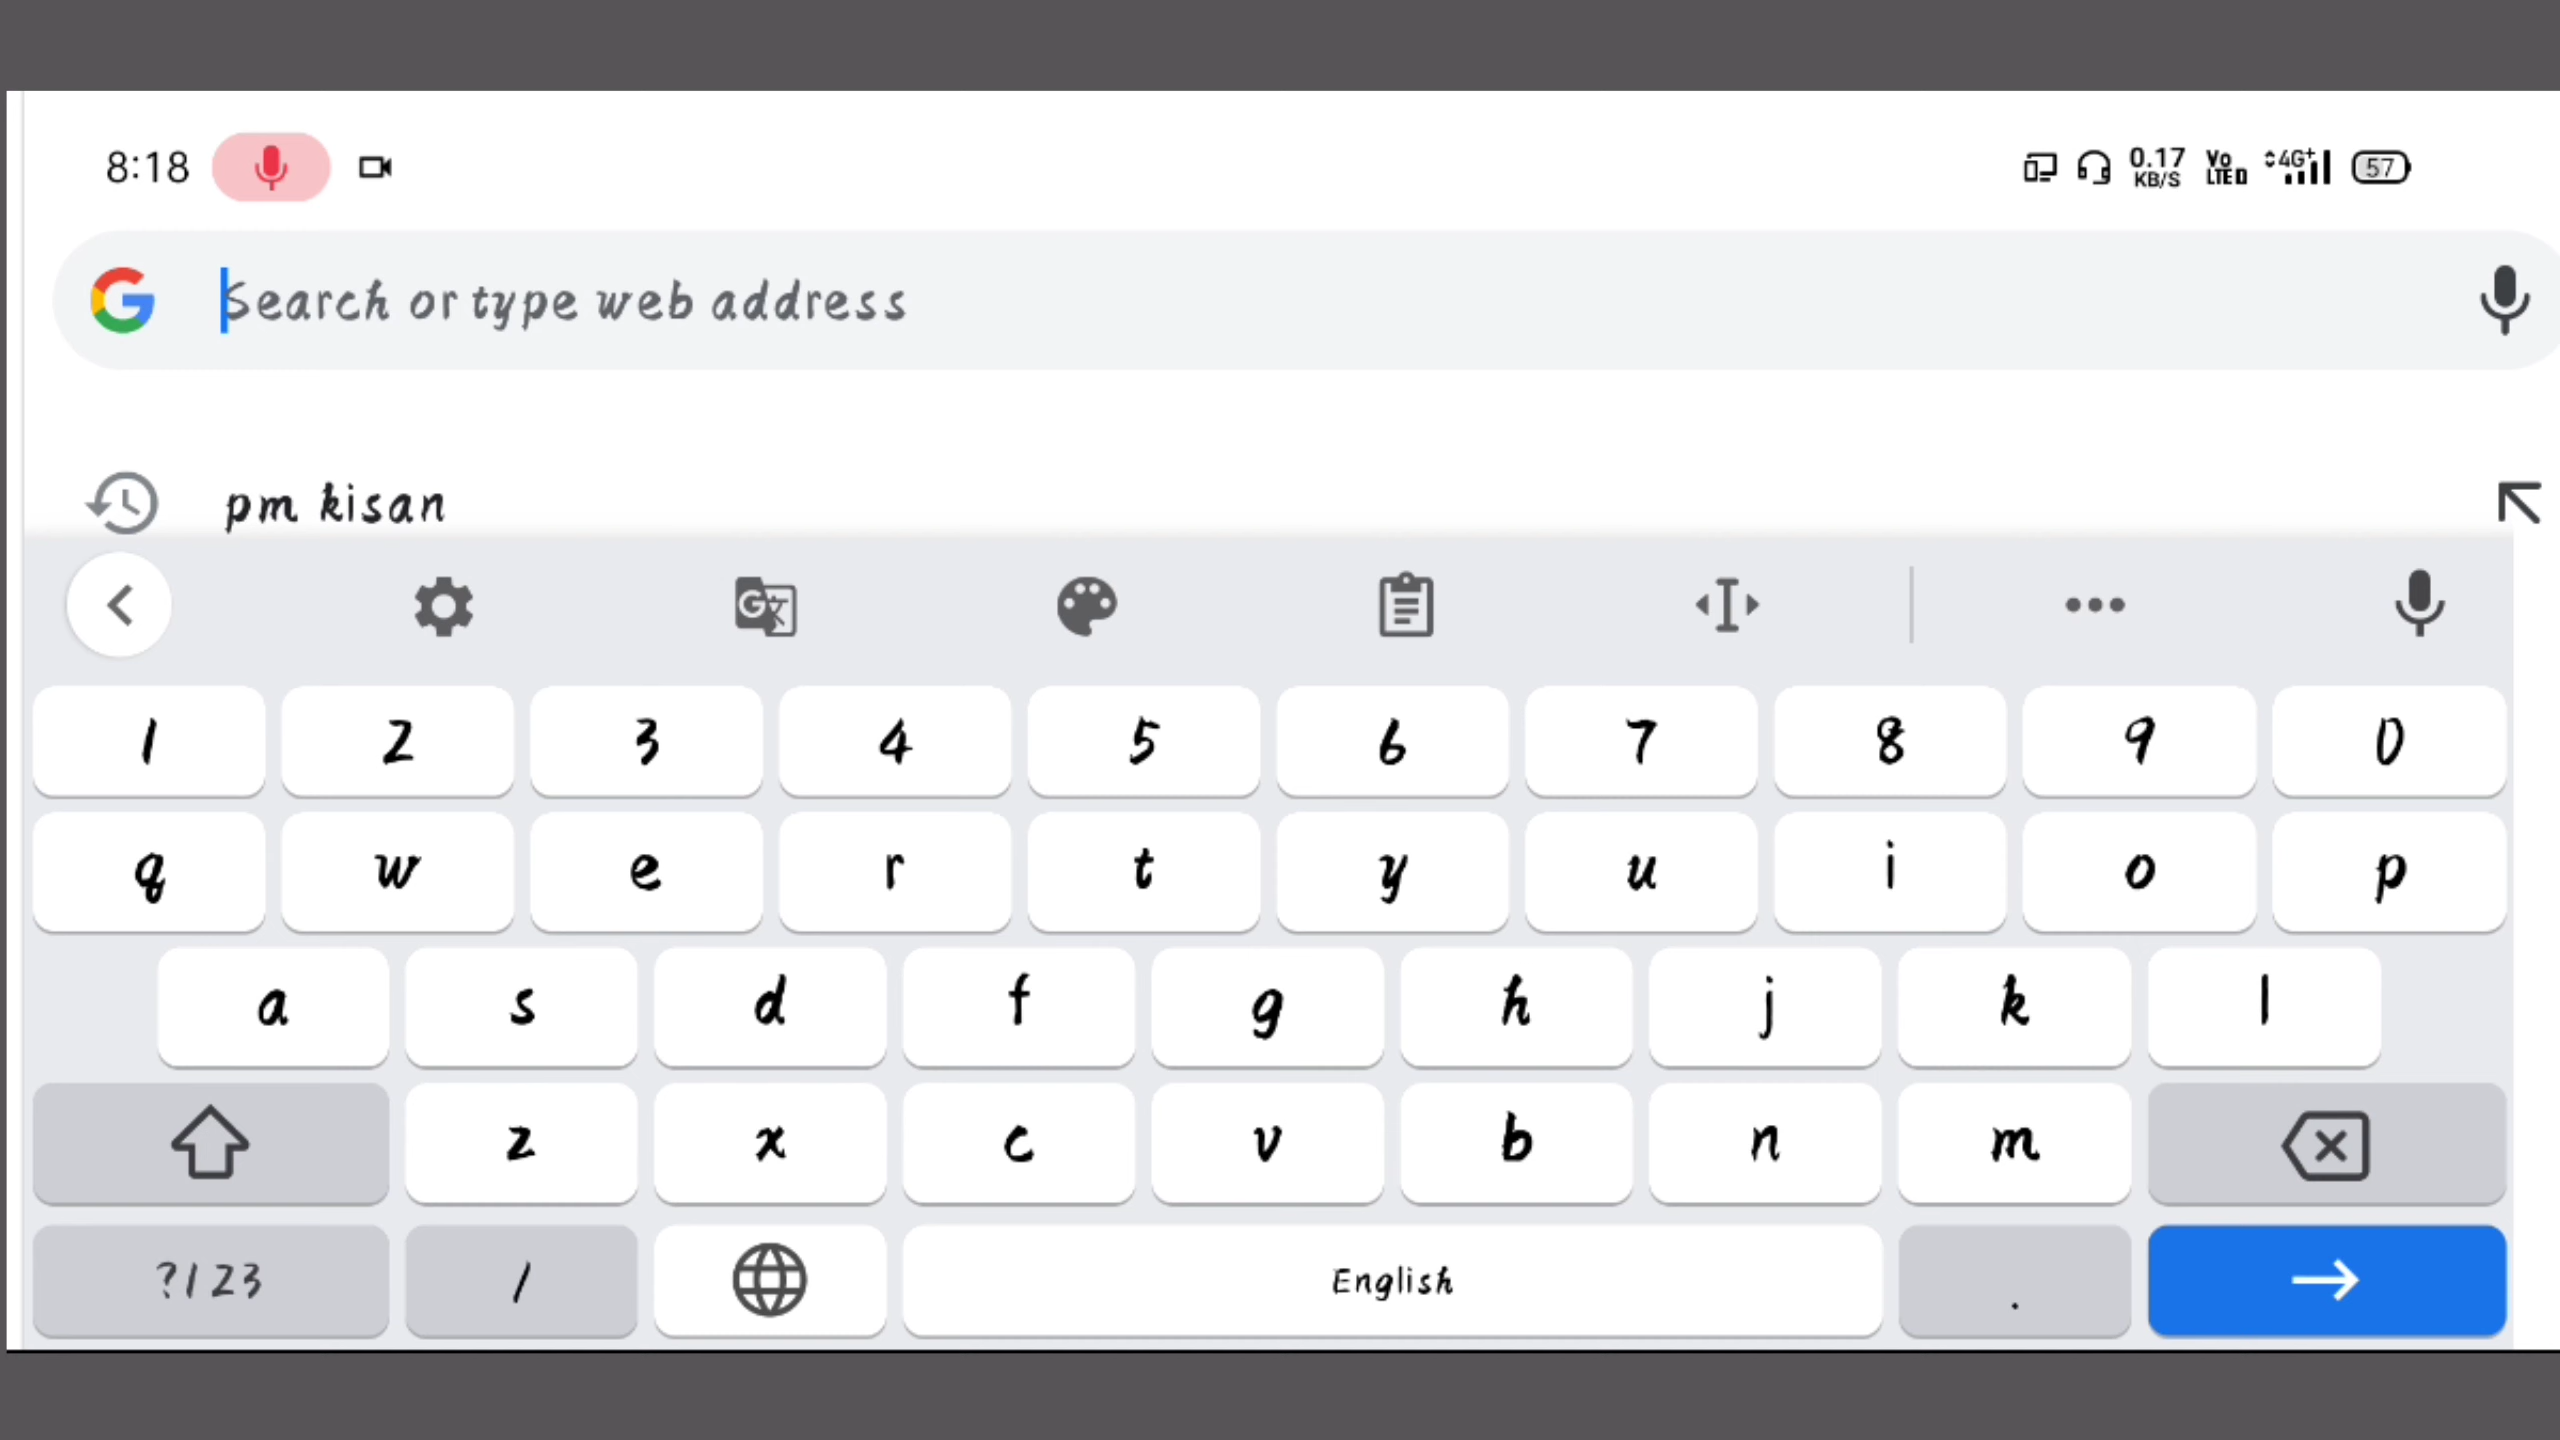 8:18 0.17 KB/S Vo LTE 4G+ 57
Search or type web address
pm kisan
1 2 3 4 5 6 7 8 9 0
q w e r t y u i o p
a s d f g h j k l
z x c v b n m
?123 / English .